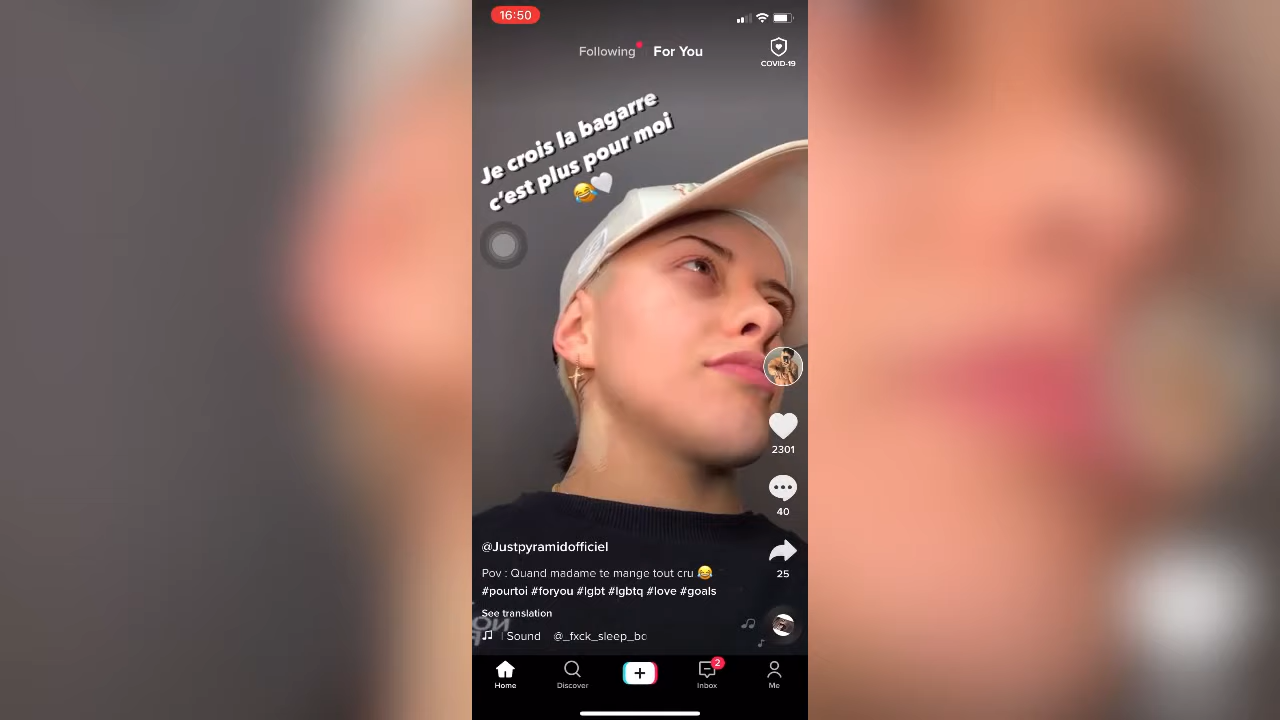 16:50
Following
For You
COVID-19
Je crois la bagarre
c'est plus pour moi
😂🤍
2301
40
@Justpyramidofficiel
25
Pov : Quand madame te mange tout cru 😂
#pourtoi #foryou #lgbt #lgbtq #love #goals
See translation
Sound @_fxck_sleep_
Home
Discover
2
Inbox
Me